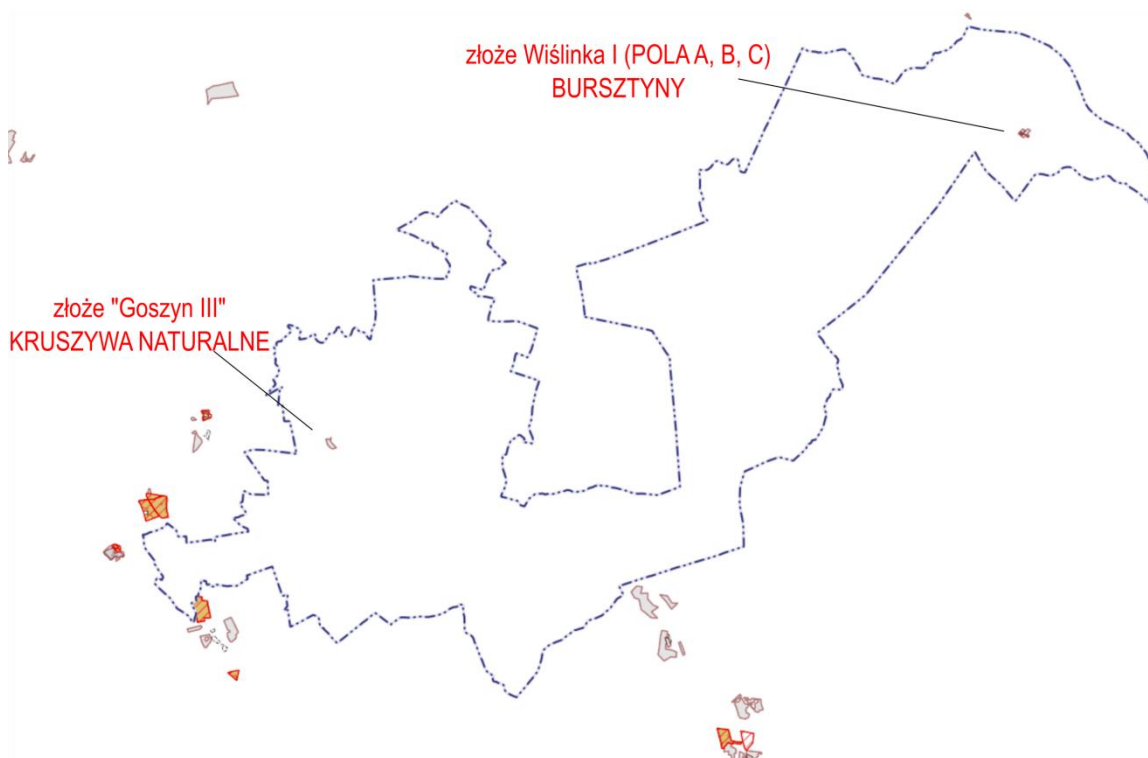 złoże Wiślinka I (POLA A, B, C)
BURSZTYNY
złoże "Goszyn III"
KRUSZYWA NATURALNE